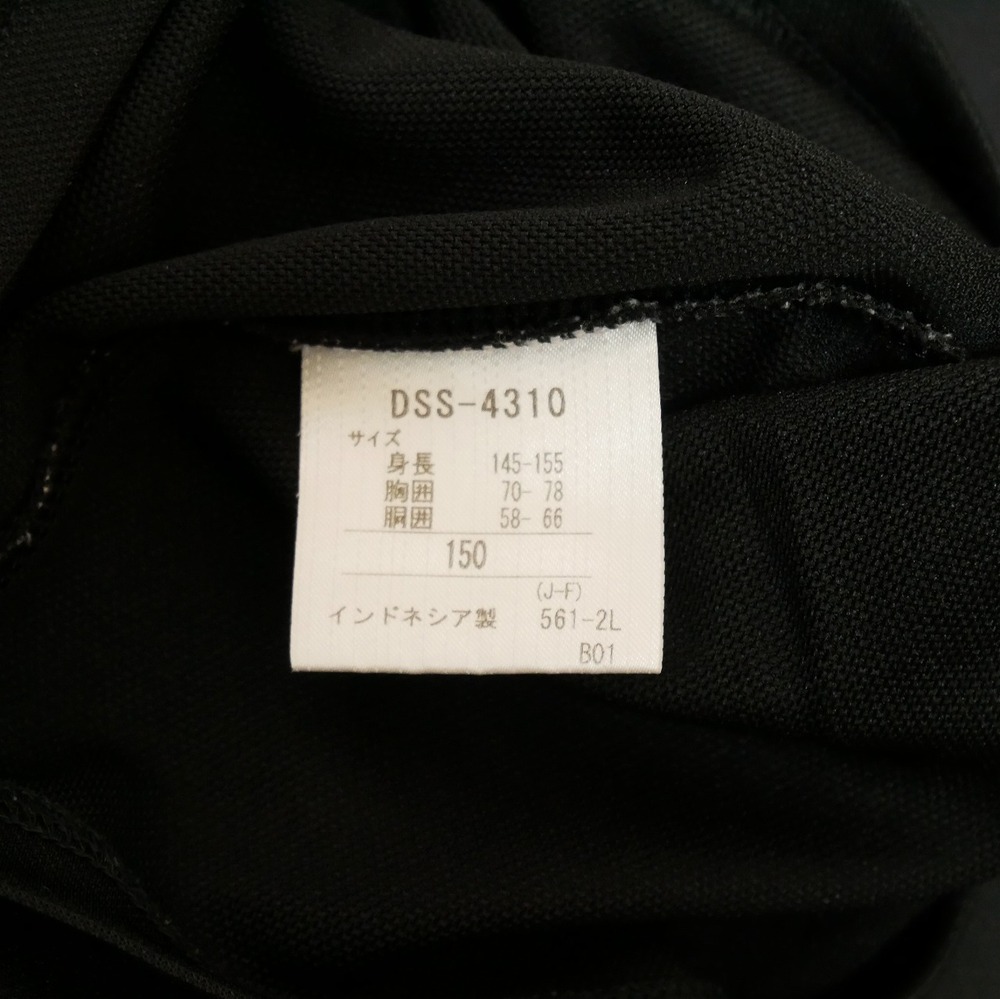 DSS-4310
サイズ
身長 145-155
胸囲 70- 78
胴囲 58- 66
150
(J-F)
インドネシア製 561-2L
B01